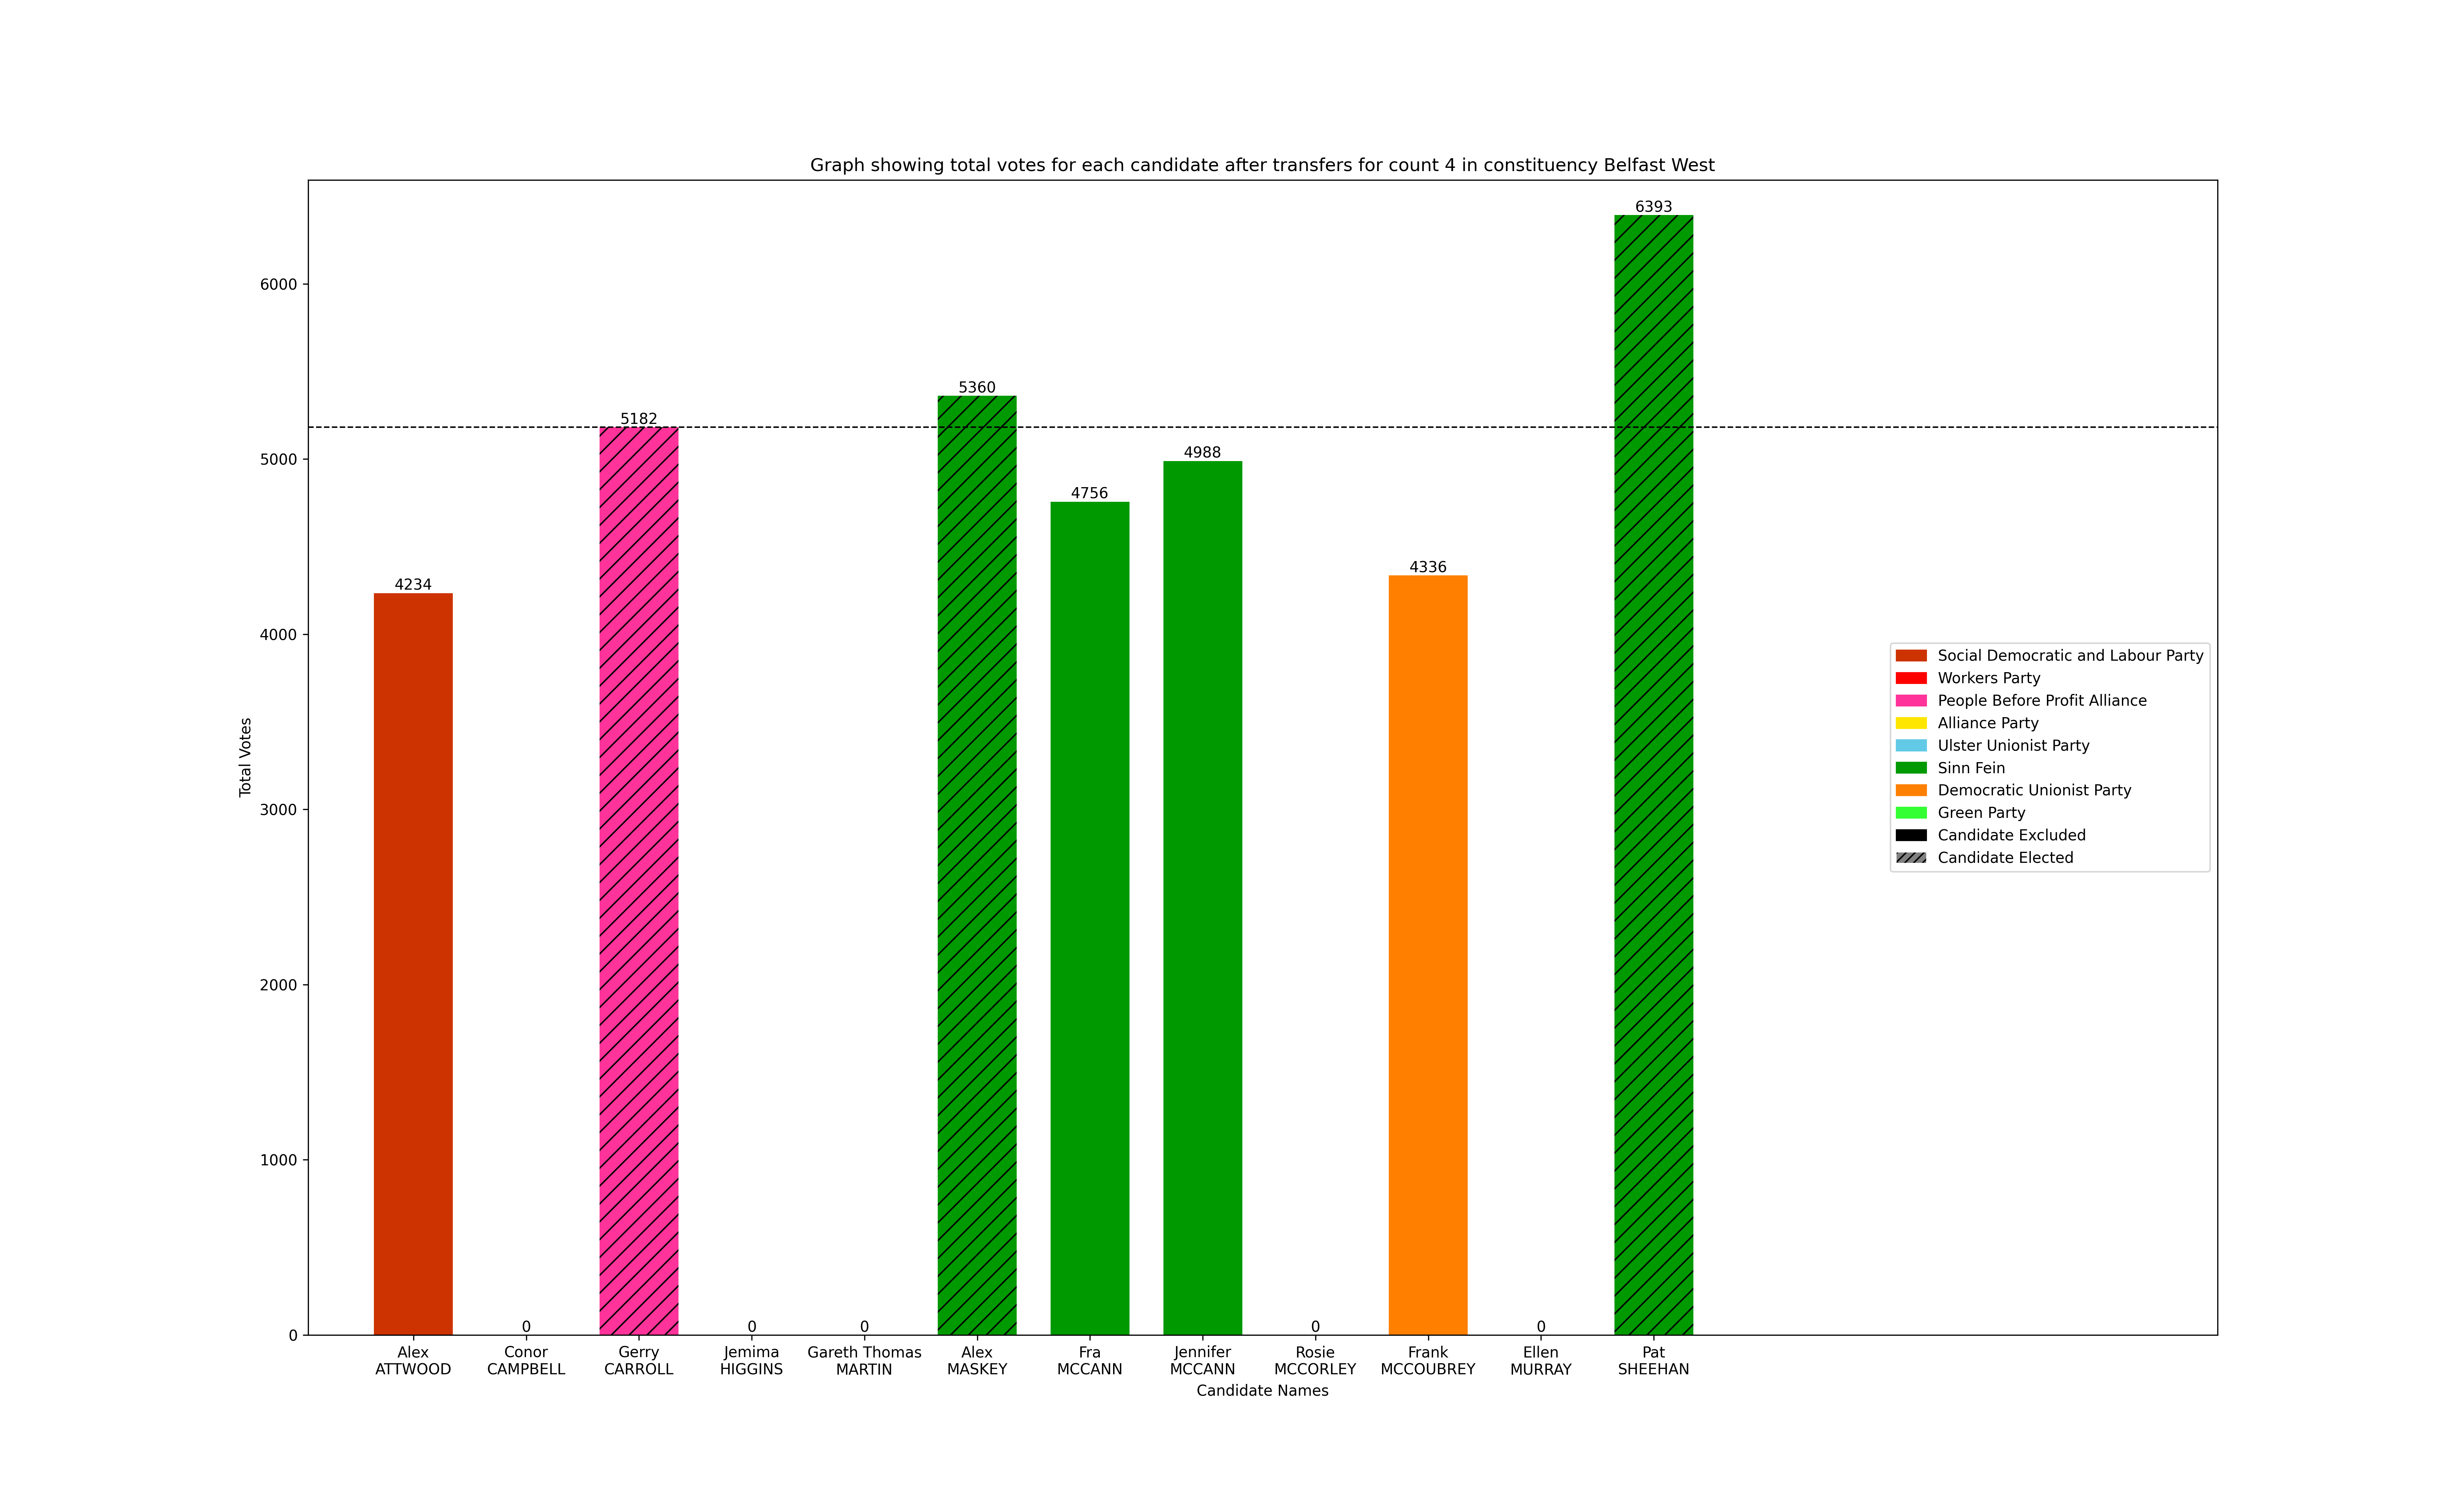 Graph showing total votes for each candidate after transfers for count 4 in constituency Belfast West
6393
6000
5360
5182
5000
4988
4756
4336
4234
4000
Social Democratic and Labour Party
Workers Party
People Before Profit Alliance
Alliance Party
Ulster Unionist Party
Sinn Fein
Democratic Unionist Party
Green Party
Candidate Excluded
Candidate Elected
Total Votes
3000
2000
1000
0
0
0
0
0
0
Alex
ATTWOOD
Conor
CAMPBELL
Gerry
CARROLL
Jemima
HIGGINS
Gareth Thomas
MARTIN
Alex
MASKEY
Fra
MCCANN
Jennifer
MCCANN
Rosie
MCCORLEY
Frank
MCCOUBREY
Ellen
MURRAY
Pat
SHEEHAN
Candidate Names